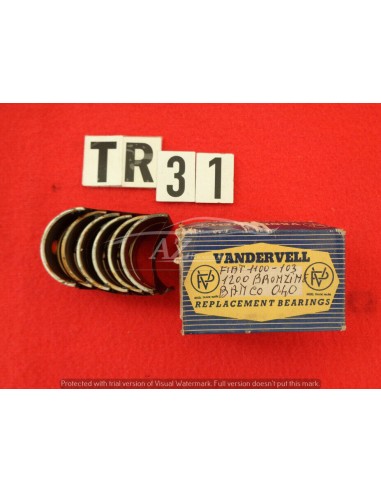 TR31
VANDERVELL
FIAT-1100-103
1200 BRONZINE
BANCO 040
REPLACEMENT BEARINGS
Protected with trial version of Visual Watermark. Full version doesn't put this mark.